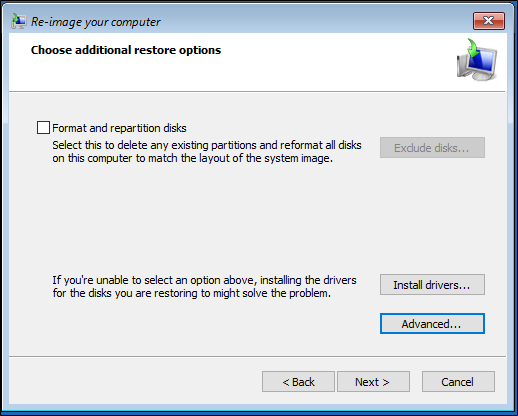 Re-image your computer
Choose additional restore options
Format and repartition disks
Select this to delete any existing partitions and reformat all disks
on this computer to match the layout of the system image.
Exclude disks...
If you're unable to select an option above, installing the drivers
for the disks you are restoring to might solve the problem.
Install drivers...
Advanced...
< Back
Next >
Cancel